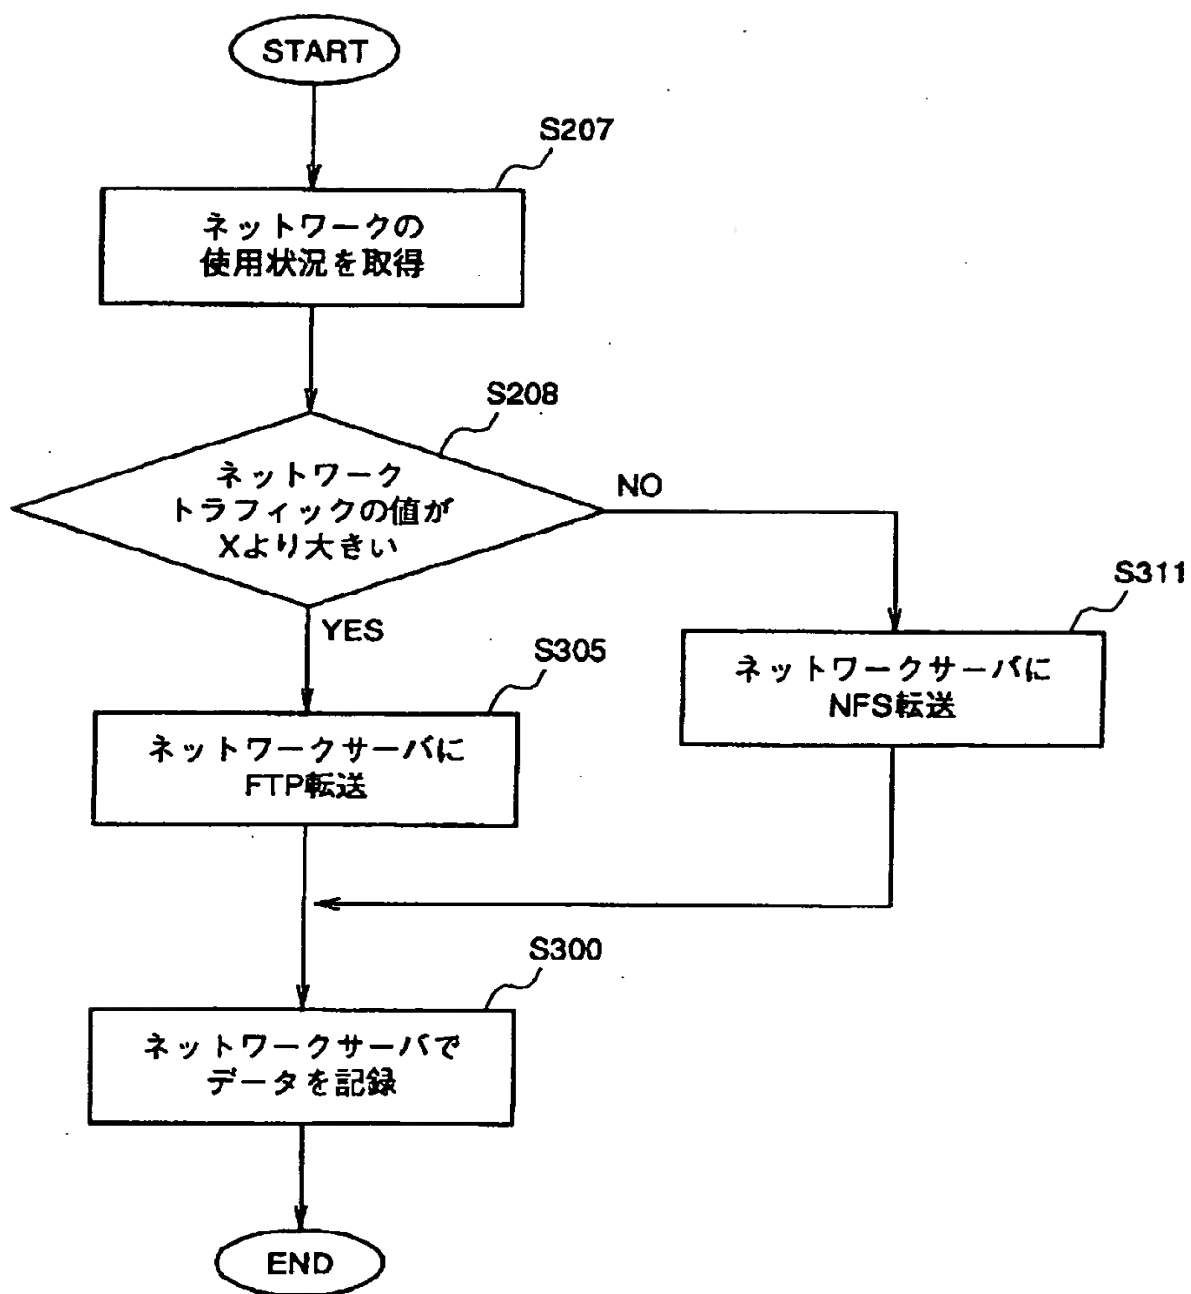 START
S207
ネットワークの
使用状況を取得
S208
ネットワーク
トラフィックの値が
Xより大きい
NO
YES
S311
ネットワークサーバに
NFS転送
S305
ネットワークサーバに
FTP転送
S300
ネットワークサーバで
データを記録
END